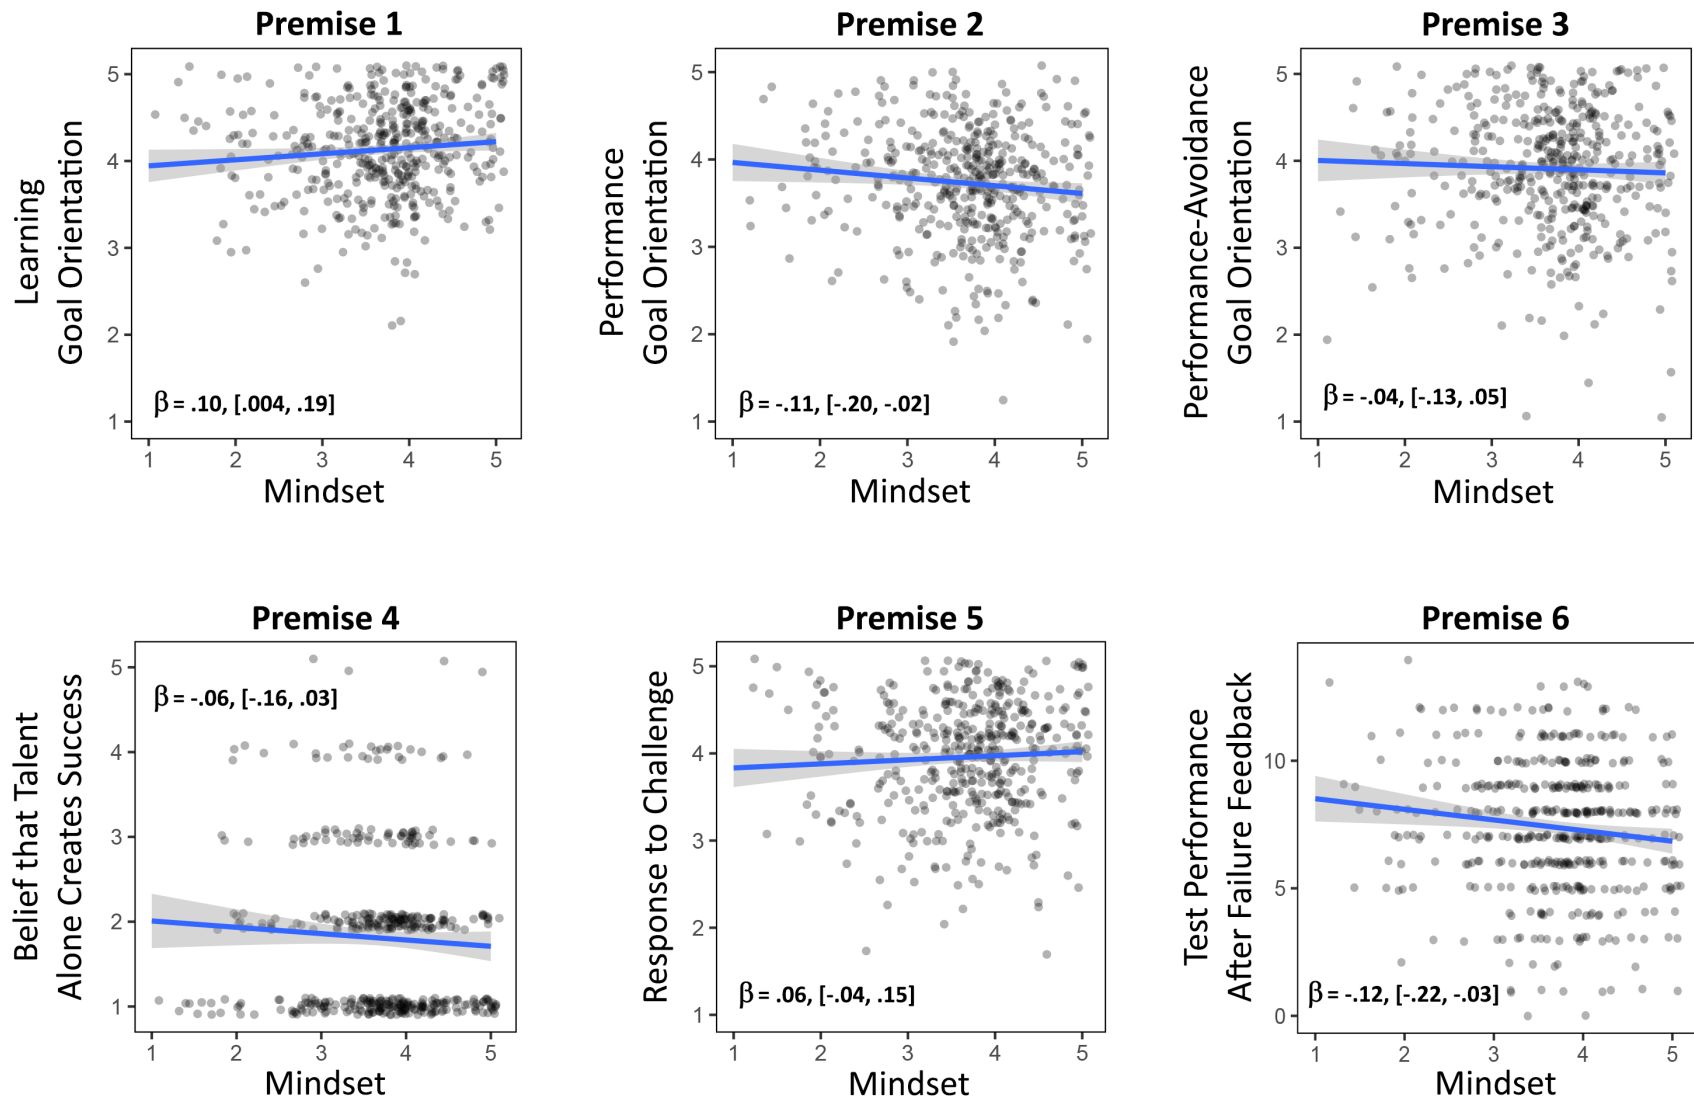 Premise 1
Learning
Goal Orientation
5
4
3
2
1
β = .10, [.004, .19]
1 2 3 4 5
Mindset
Premise 2
Performance
Goal Orientation
5
4
3
2
1
β = -.11, [-.20, -.02]
1 2 3 4 5
Mindset
Premise 3
Performance-Avoidance
Goal Orientation
5
4
3
2
1
β = -.04, [-.13, .05]
1 2 3 4 5
Mindset
Premise 4
Belief that Talent
Alone Creates Success
5
4
3
2
1
β = -.06, [-.16, .03]
1 2 3 4 5
Mindset
Premise 5
Response to Challenge
5
4
3
2
1
β = .06, [-.04, .15]
1 2 3 4 5
Mindset
Premise 6
Test Performance
After Failure Feedback
10
5
0
β = -.12, [-.22, -.03]
1 2 3 4 5
Mindset